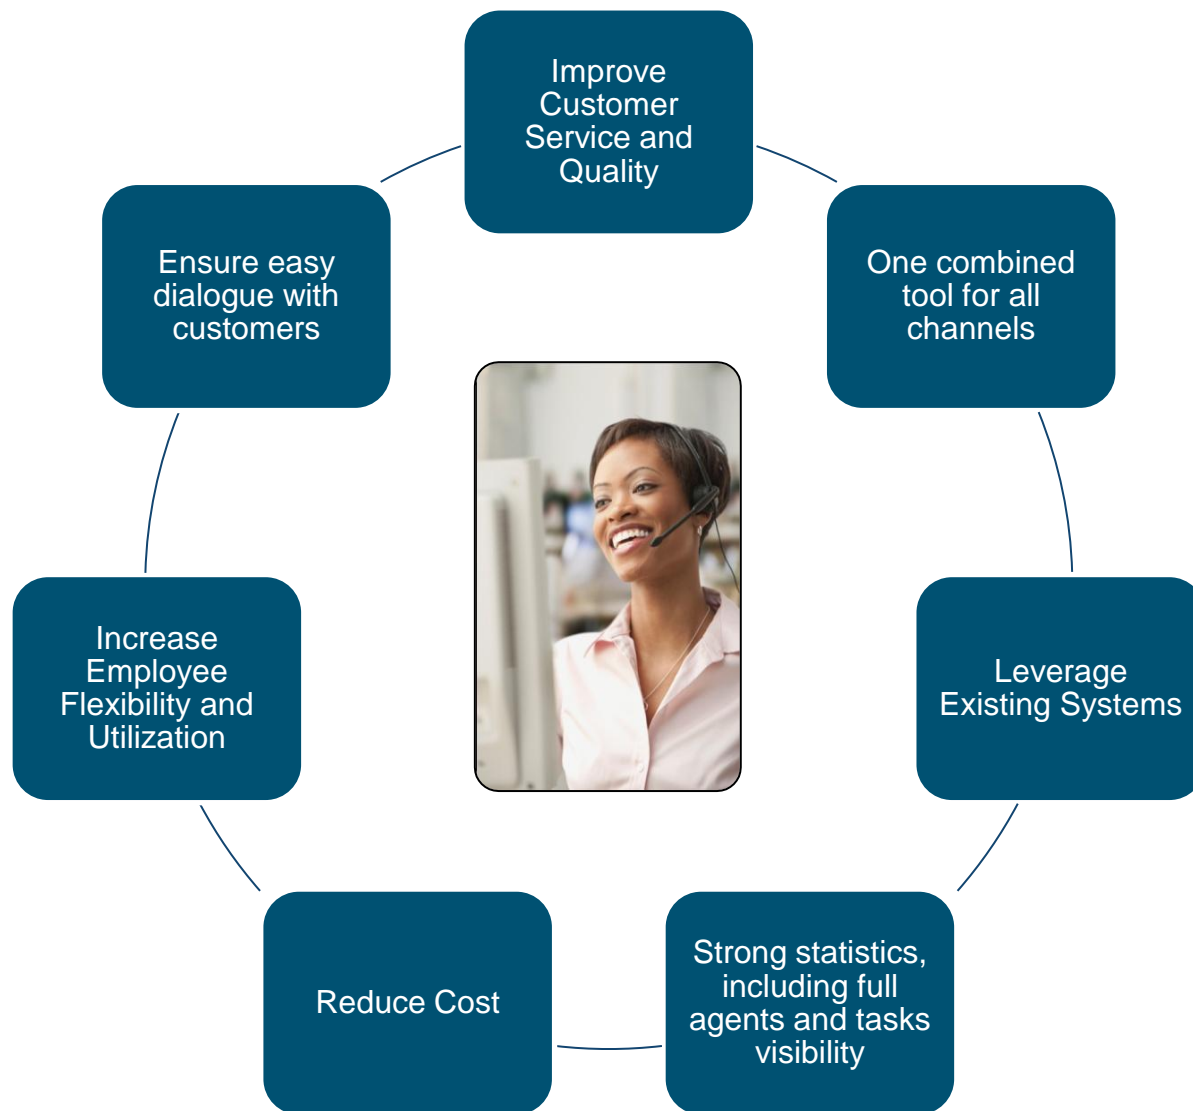 Improve
Customer
Service and
Quality
One combined
tool for all
channels
Leverage
Existing Systems
Strong statistics,
including full
agents and tasks
visibility
Reduce Cost
Increase
Employee
Flexibility and
Utilization
Ensure easy
dialogue with
customers